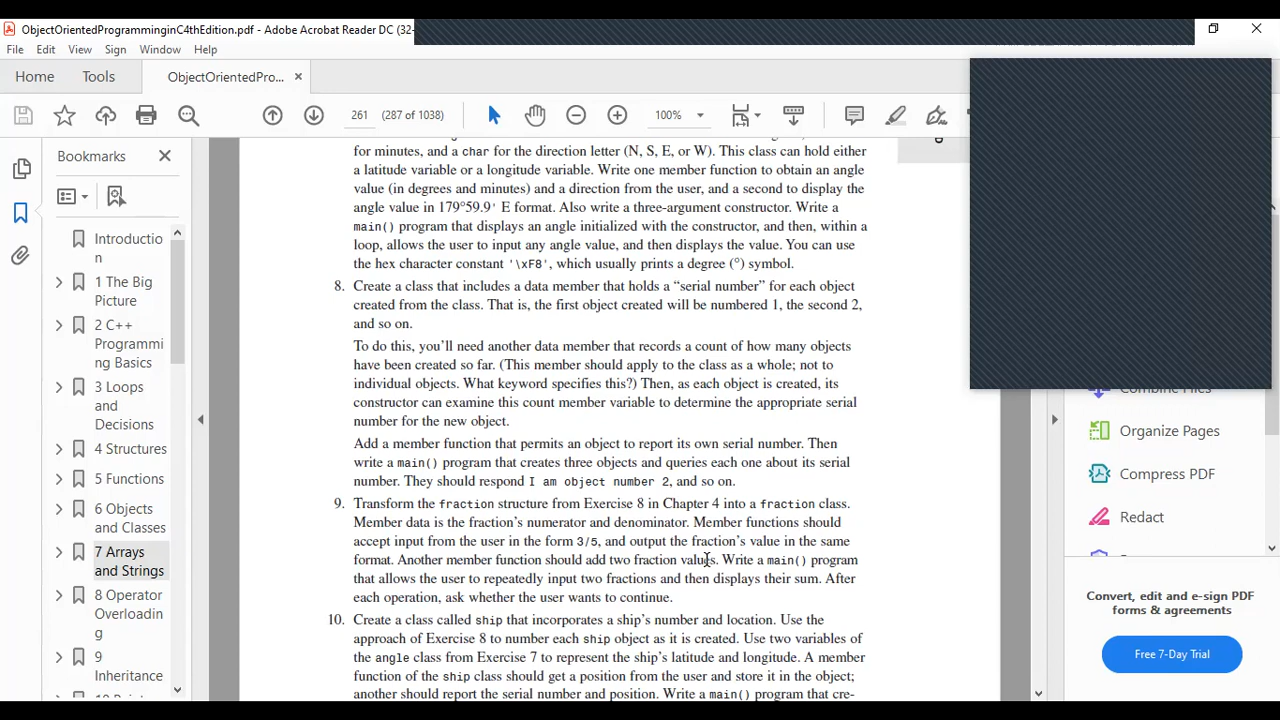 ObjectOrientedProgramminginC4thEdition.pdf - Adobe Acrobat Reader DC (32-
File Edit View Sign Window Help
Home Tools ObjectOrientedPro... ×
261 (287 of 1038) 100%
Bookmarks
Introductio
n
1 The Big
Picture
2 C++
Programmi
ng Basics
3 Loops
and
Decisions
4 Structures
5 Functions
6 Objects
and Classes
7 Arrays
and Strings
8 Operator
Overloadin
g
9
Inheritance
for minutes, and a char for the direction letter (N, S, E, or W). This class can hold either
a latitude variable or a longitude variable. Write one member function to obtain an angle
value (in degrees and minutes) and a direction from the user, and a second to display the
angle value in 179°59.9' E format. Also write a three-argument constructor. Write a
main() program that displays an angle initialized with the constructor, and then, within a
loop, allows the user to input any angle value, and then displays the value. You can use
the hex character constant '\xF8', which usually prints a degree (°) symbol.
8. Create a class that includes a data member that holds a “serial number” for each object
created from the class. That is, the first object created will be numbered 1, the second 2,
and so on.
To do this, you’ll need another data member that records a count of how many objects
have been created so far. (This member should apply to the class as a whole; not to
individual objects. What keyword specifies this?) Then, as each object is created, its
constructor can examine this count member variable to determine the appropriate serial
number for the new object.
Add a member function that permits an object to report its own serial number. Then
write a main() program that creates three objects and queries each one about its serial
number. They should respond I am object number 2, and so on.
9. Transform the fraction structure from Exercise 8 in Chapter 4 into a fraction class.
Member data is the fraction’s numerator and denominator. Member functions should
accept input from the user in the form 3/5, and output the fraction’s value in the same
format. Another member function should add two fraction values. Write a main() program
that allows the user to repeatedly input two fractions and then displays their sum. After
each operation, ask whether the user wants to continue.
10. Create a class called ship that incorporates a ship’s number and location. Use the
approach of Exercise 8 to number each ship object as it is created. Use two variables of
the angle class from Exercise 7 to represent the ship’s latitude and longitude. A member
function of the ship class should get a position from the user and store it in the object;
another should report the serial number and position. Write a main() program that cre-
Organize Pages
Compress PDF
Redact
Convert, edit and e-sign PDF
forms & agreements
Free 7-Day Trial